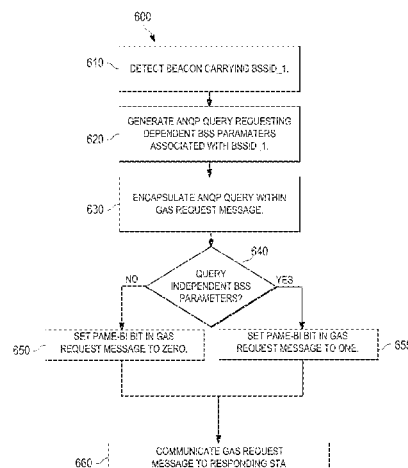 600
610
DETECT BEACON CARRYING BSSID_1.
GENERATE ANQP QUERY REQUESTING
DEPENDENT BSS PARAMATERS
ASSOCIATED WITH BSSID_1.
620
ENCAPSULATE ANQP QUERY WITHIN
GAS REQUEST MESSAGE.
630
640
QUERY
INDEPENDENT BSS
PARAMETERS?
NO
YES
SET PAME-BI BIT IN GAS
REQUEST MESSAGE TO ZERO.
650
SET PAME-BI BIT IN GAS
REQUEST MESSAGE TO ONE.
655
COMMUNICATE GAS REQUEST
MESSAGE TO RESPONDING STA
660